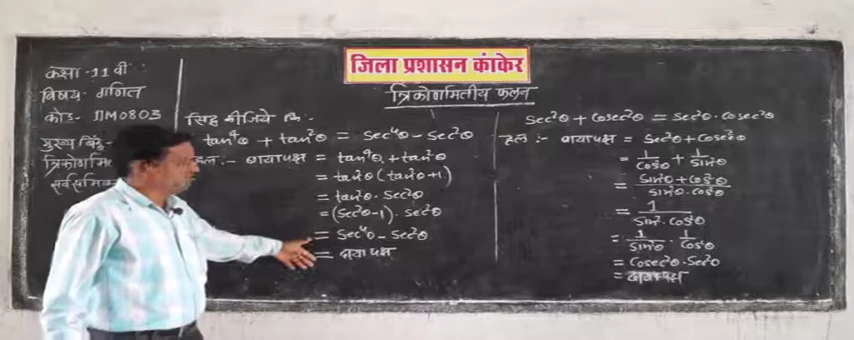 जिला प्रशासन कांकेर
त्रिकोणमितीय फलन
कक्षा - 11 वी
विषय - गणित
कोड - 11M0803
मुख्य बिंदु -
त्रिकोणमि
सर्वसमिका
सिद्ध कीजिये कि -
tan⁴θ + tan²θ = sec⁴θ - sec²θ
हल :- बायापक्ष = tan⁴θ + tan²θ
= tan²θ (tan²θ + 1)
= tan²θ · sec²θ
= (sec²θ - 1) · sec²θ
= sec⁴θ - sec²θ
= दायापक्ष
sec²θ + cosec²θ = sec²θ · cosec²θ
हल :- बायापक्ष = sec²θ + cosec²θ
= 1/cos²θ + 1/sin²θ
= sin²θ + cos²θ / sin²θ · cos²θ
= 1 / sin² · cos²θ
= 1/sin²θ · 1/cos²θ
= cosec²θ · sec²θ
= दायापक्ष